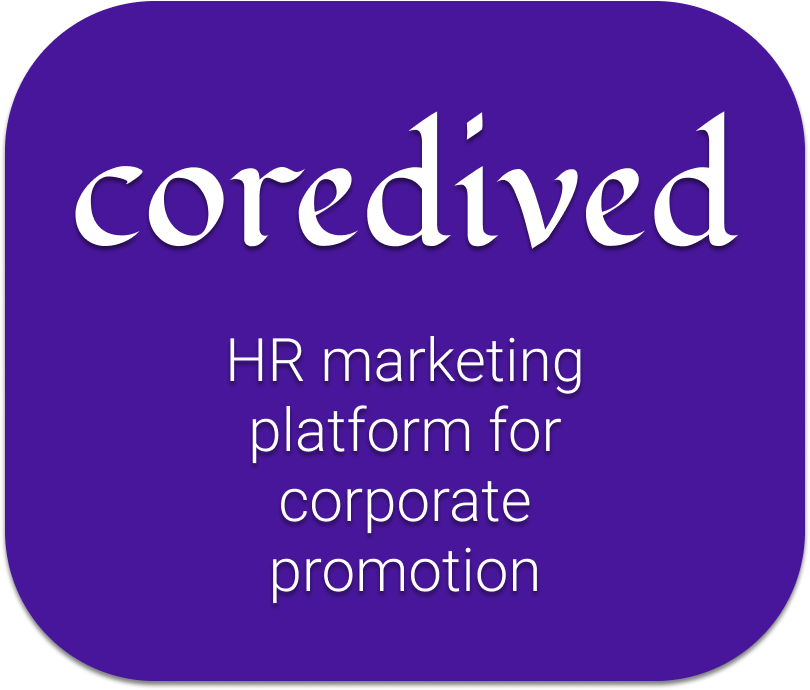 coredived
HR marketing
platform for
corporate
promotion